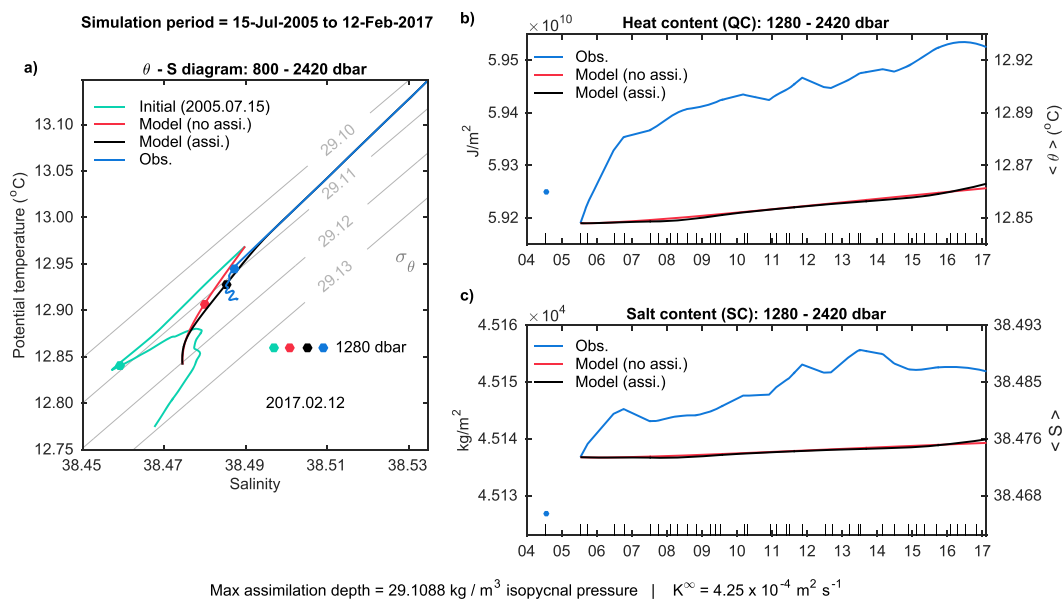 Simulation period = 15-Jul-2005 to 12-Feb-2017
a)
θ - S diagram: 800 - 2420 dbar
Initial (2005.07.15)
Model (no assi.)
Model (assi.)
Obs.
29.10
29.11
29.12
29.13
σθ
1280 dbar
2017.02.12
13.10
13.05
13.00
12.95
12.90
12.85
12.80
12.75
Potential temperature (°C)
38.45 38.47 38.49 38.51 38.53
Salinity
b)
× 10^10
Heat content (QC): 1280 - 2420 dbar
Obs.
Model (no assi.)
Model (assi.)
5.95
5.94
5.93
5.92
J/m²
12.92
12.89
12.87
12.85
< θ > (°C)
04 05 06 07 08 09 10 11 12 13 14 15 16 17
c)
× 10^4
Salt content (SC): 1280 - 2420 dbar
Obs.
Model (no assi.)
Model (assi.)
4.516
4.515
4.514
4.513
kg/m²
38.493
38.485
38.476
38.468
< S >
04 05 06 07 08 09 10 11 12 13 14 15 16 17
Max assimilation depth = 29.1088 kg / m³ isopycnal pressure | K^∞ = 4.25 x 10⁻⁴ m² s⁻¹